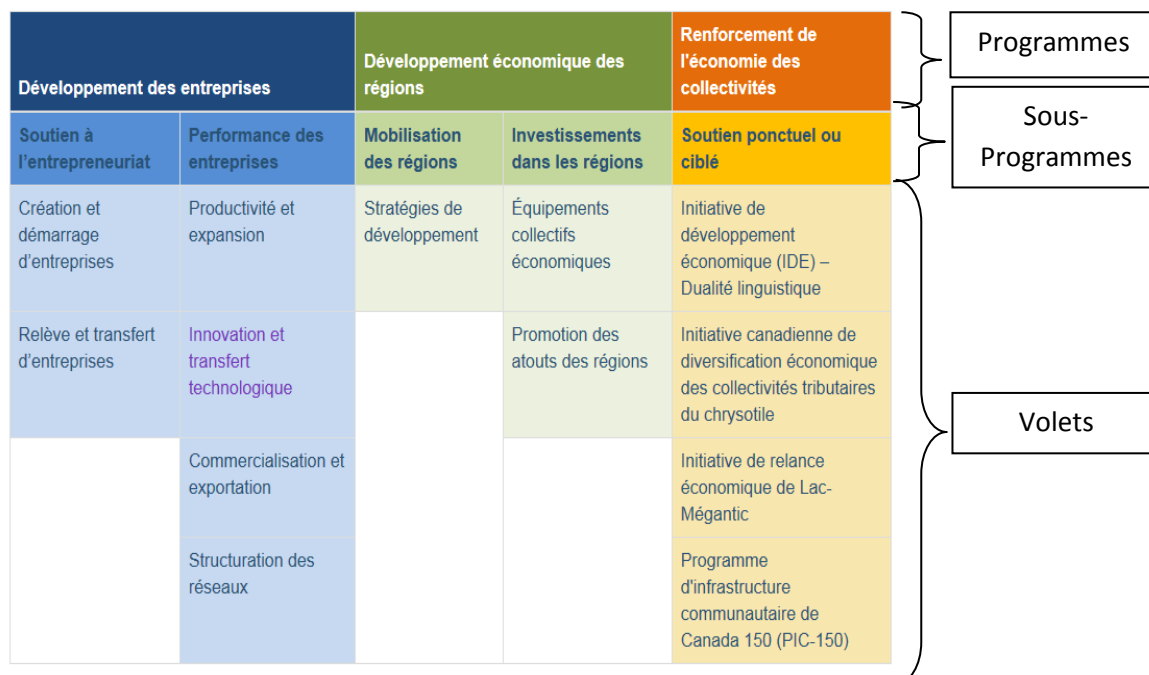 Développement des entreprises
Développement économique des
régions
Renforcement de
l'économie des
collectivités
Programmes
Soutien à
l’entrepreneuriat
Performance des
entreprises
Mobilisation
des régions
Investissements
dans les régions
Soutien ponctuel ou
ciblé
Sous-
Programmes
Création et
démarrage
d’entreprises
Productivité et
expansion
Stratégies de
développement
Équipements
collectifs
économiques
Initiative de
développement
économique (IDE) –
Dualité linguistique
Relève et transfert
d’entreprises
Innovation et
transfert
technologique
Promotion des
atouts des régions
Initiative canadienne de
diversification économique
des collectivités tributaires
du chrysotile
Volets
Commercialisation et
exportation
Initiative de relance
économique de Lac-
Mégantic
Structuration des
réseaux
Programme
d'infrastructure
communautaire de
Canada 150 (PIC-150)